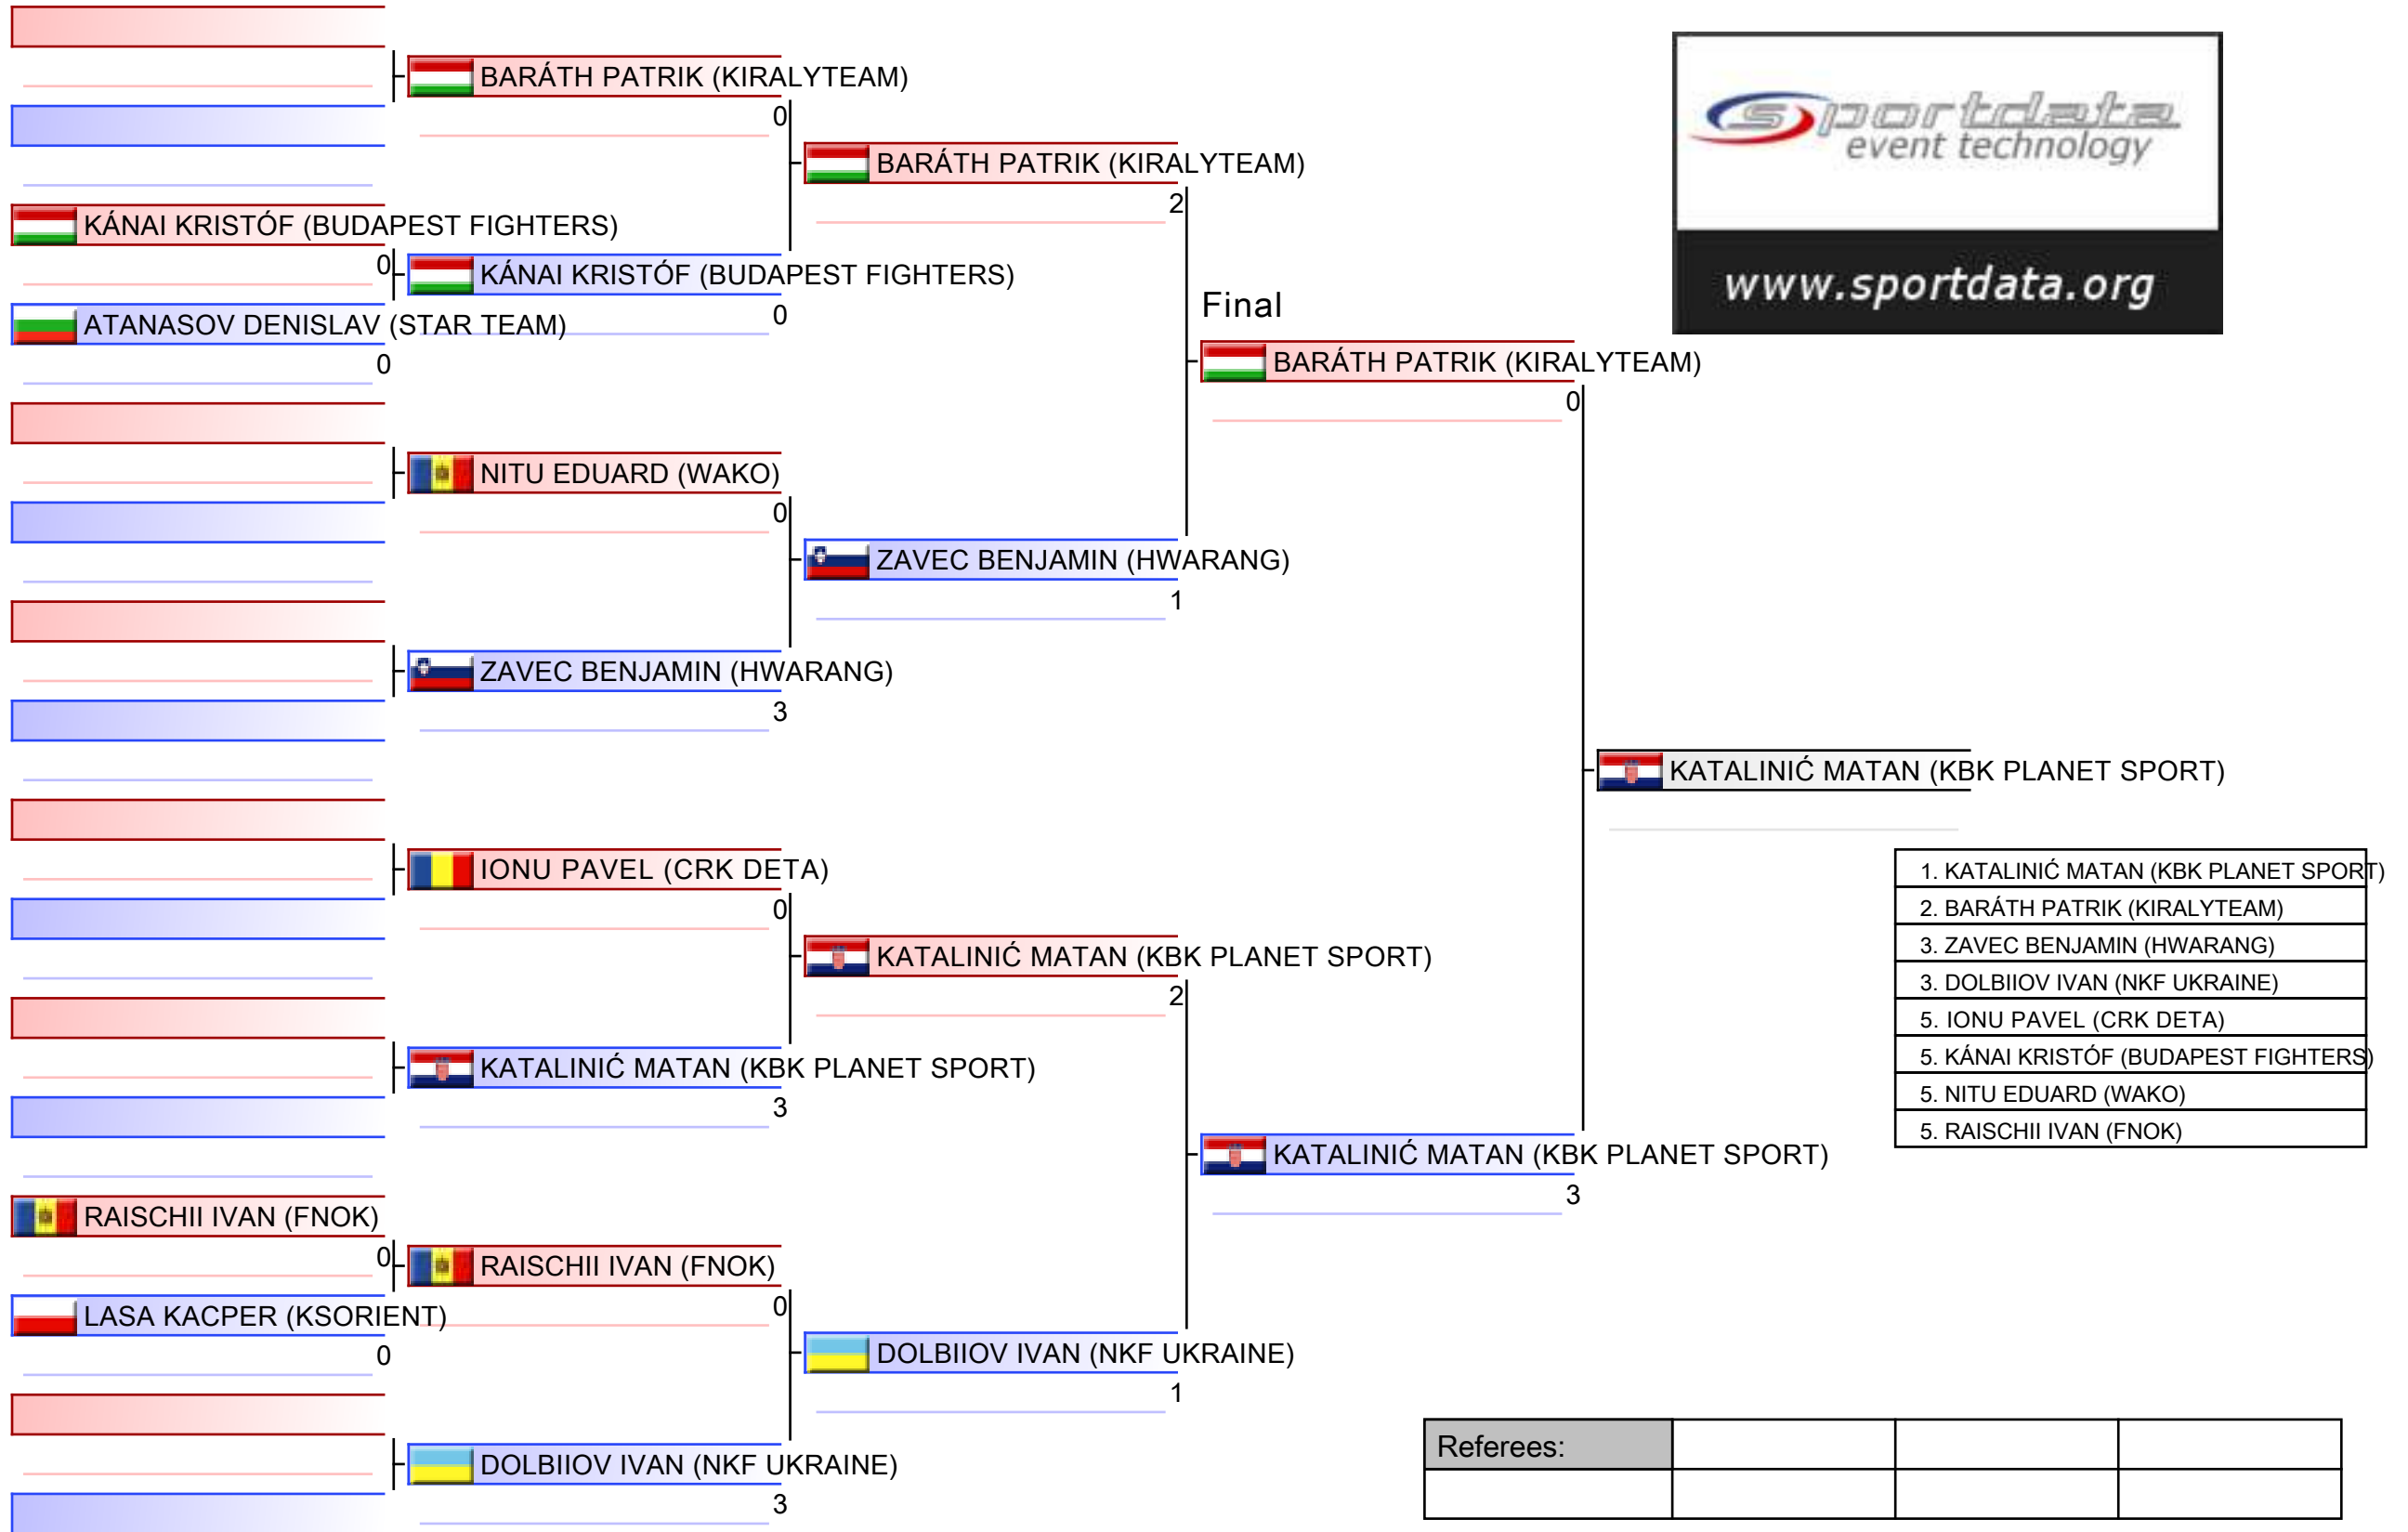 BARÁTH PATRIK (KIRALYTEAM)
0
KÁNAI KRISTÓF (BUDAPEST FIGHTERS)
0
ATANASOV DENISLAV (STAR TEAM)
0
KÁNAI KRISTÓF (BUDAPEST FIGHTERS)
0
NITU EDUARD (WAKO)
0
ZAVEC BENJAMIN (HWARANG)
3
IONU PAVEL (CRK DETA)
0
KATALINIĆ MATAN (KBK PLANET SPORT)
3
RAISCHII IVAN (FNOK)
0
LASA KACPER (KSORIENT)
0
RAISCHII IVAN (FNOK)
0
DOLBIIOV IVAN (NKF UKRAINE)
3
BARÁTH PATRIK (KIRALYTEAM)
2
ZAVEC BENJAMIN (HWARANG)
1
KATALINIĆ MATAN (KBK PLANET SPORT)
2
DOLBIIOV IVAN (NKF UKRAINE)
1
Final
BARÁTH PATRIK (KIRALYTEAM)
0
KATALINIĆ MATAN (KBK PLANET SPORT)
3
KATALINIĆ MATAN (KBK PLANET SPORT)
sportdata
event technology
www.sportdata.org
1. KATALINIĆ MATAN (KBK PLANET SPORT)
2. BARÁTH PATRIK (KIRALYTEAM)
3. ZAVEC BENJAMIN (HWARANG)
3. DOLBIIOV IVAN (NKF UKRAINE)
5. IONU PAVEL (CRK DETA)
5. KÁNAI KRISTÓF (BUDAPEST FIGHTERS)
5. NITU EDUARD (WAKO)
5. RAISCHII IVAN (FNOK)
Referees: